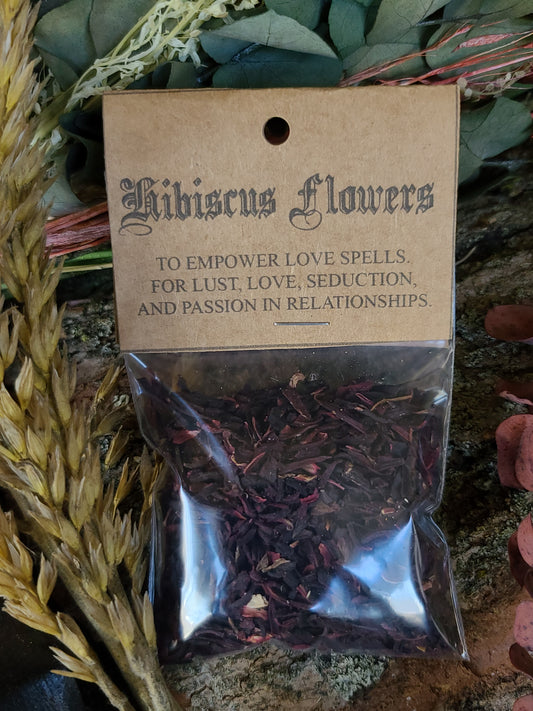 Hibiscus Flowers
TO EMPOWER LOVE SPELLS.
FOR LUST, LOVE, SEDUCTION,
AND PASSION IN RELATIONSHIPS.